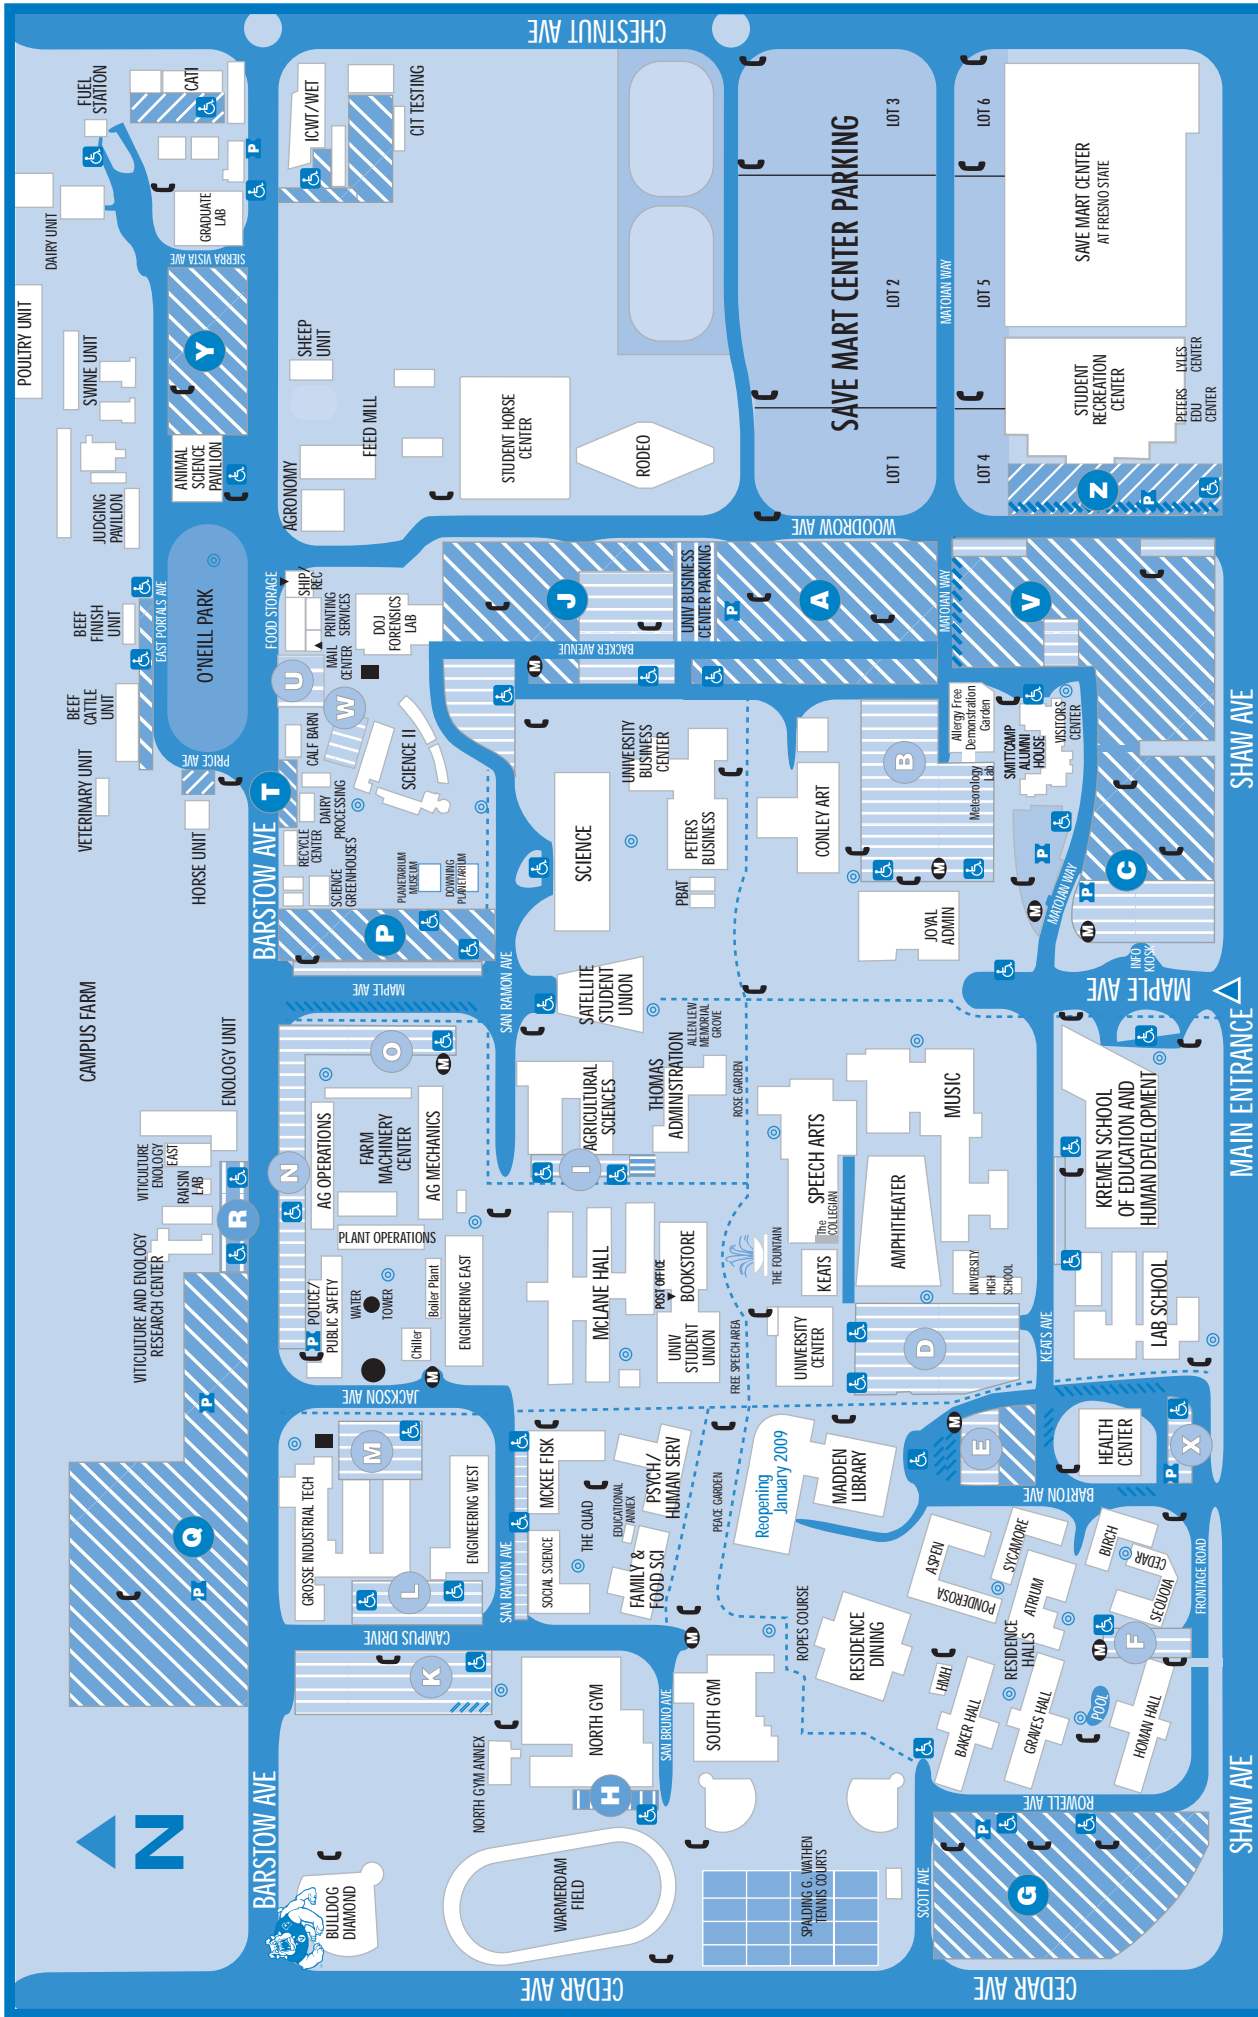 CHESTNUT AVE
FUEL
STATION
CATI
ICWT/WET
CIT TESTING
DAIRY UNIT
GRADUATE
LAB
SIERRA VISTA AVE
POULTRY UNIT
SWINE UNIT
Y
SHEEP
UNIT
FEED MILL
AGRONOMY
STUDENT HORSE
CENTER
RODEO
ANIMAL
SCIENCE
PAVILION
JUDGING
PAVILION
SAVE MART CENTER PARKING
LOT 1
LOT 2
LOT 3
LOT 4
LOT 5
LOT 6
MATOIAN WAY
SAVE MART CENTER
AT FRESNO STATE
STUDENT
RECREATION
CENTER
PETERS
EDU
CENTER
LYLES
CENTER
Z
P
WOODROW AVE
BEEF
FINISH
UNIT
EAST PORTALS AVE
O'NEILL PARK
BEEF
CATTLE
UNIT
PRICE AVE
VETERINARY UNIT
HORSE UNIT
FOOD STORAGE
SHIP/
REC
PRINTING
SERVICES
MAIL
CENTER
DOJ
FORENSICS
LAB
U
W
T
CALF BARN
DAIRY
PROCESSING
RECYCLE
CENTER
SCIENCE
GREENHOUSES
SCIENCE II
PLANETARIUM
MUSEUM
DOWNING
PLANETARIUM
J
UNIV BUSINESS
CENTER PARKING
A
P
BACKER AVENUE
M
MATOIAN WAY
V
UNIVERSITY
BUSINESS
CENTER
PETERS
BUSINESS
PBAT
SCIENCE
CONLEY ART
B
M
Allergy Free
Demonstration
Garden
Meteorology
Lab
SMITTCAMP
ALUMNI
HOUSE
VISITORS
CENTER
JOYAL
ADMIN
P
M
MATOIAN WAY
C
P
M
INFO
KIOSK
SHAW AVE
BARSTOW AVE
P
MAPLE AVE
SAN RAMON AVE
SATELLITE
STUDENT
UNION
MAPLE AVE
MAIN ENTRANCE
CAMPUS FARM
ENOLOGY UNIT
VITICULTURE
ENOLOGY
EAST
RAISIN
LAB
R
VITICULTURE AND ENOLOGY
RESEARCH CENTER
O
M
N
AG OPERATIONS
FARM
MACHINERY
CENTER
AG MECHANICS
PLANT OPERATIONS
P
POLICE/
PUBLIC SAFETY
WATER
TOWER
Boiler Plant
Chiller
ENGINEERING EAST
M
JACKSON AVE
AGRICULTURAL
SCIENCES
I
THOMAS
ADMINISTRATION
ALLEN LEW
MEMORIAL
GROVE
ROSE GARDEN
MCLANE HALL
POST OFFICE
BOOKSTORE
UNIV
STUDENT
UNION
FREE SPEECH AREA
THE FOUNTAIN
SPEECH ARTS
The
COLLEGIAN
KEATS
UNIVERSITY
CENTER
AMPHITHEATER
MUSIC
UNIVERSITY
HIGH
SCHOOL
D
KEATS AVE
KREMEN SCHOOL
OF EDUCATION AND
HUMAN DEVELOPMENT
LAB SCHOOL
Q
P
P
GROSSE INDUSTRIAL TECH
M
L
ENGINEERING WEST
SAN RAMON AVE
CAMPUS DRIVE
MCKEE FISK
SOCIAL SCIENCE
THE QUAD
EDUCATIONAL
ANNEX
PSYCH/
HUMAN SERV
FAMILY &
FOOD SCI
PEACE GARDEN
Reopening
January 2009
MADDEN
LIBRARY
M
E
HEALTH
CENTER
X
P
BARTON AVE
ROPES COURSE
RESIDENCE
DINING
ASPEN
PONDEROSA
SYCAMORE
ATRIUM
BIRCH
CEDAR
SEQUOIA
FRONTAGE ROAD
RESIDENCE
HALLS
HMH
BAKER HALL
GRAVES HALL
POOL
HOMAN HALL
M
F
K
M
NORTH GYM ANNEX
NORTH GYM
SAN BRUNO AVE
SOUTH GYM
H
N
BARSTOW AVE
BULLDOG
DIAMOND
WARMERDAM
FIELD
SPALDING G. WATHEN
TENNIS COURTS
SCOTT AVE
ROWELL AVE
P
G
SHAW AVE
CEDAR AVE
CEDAR AVE